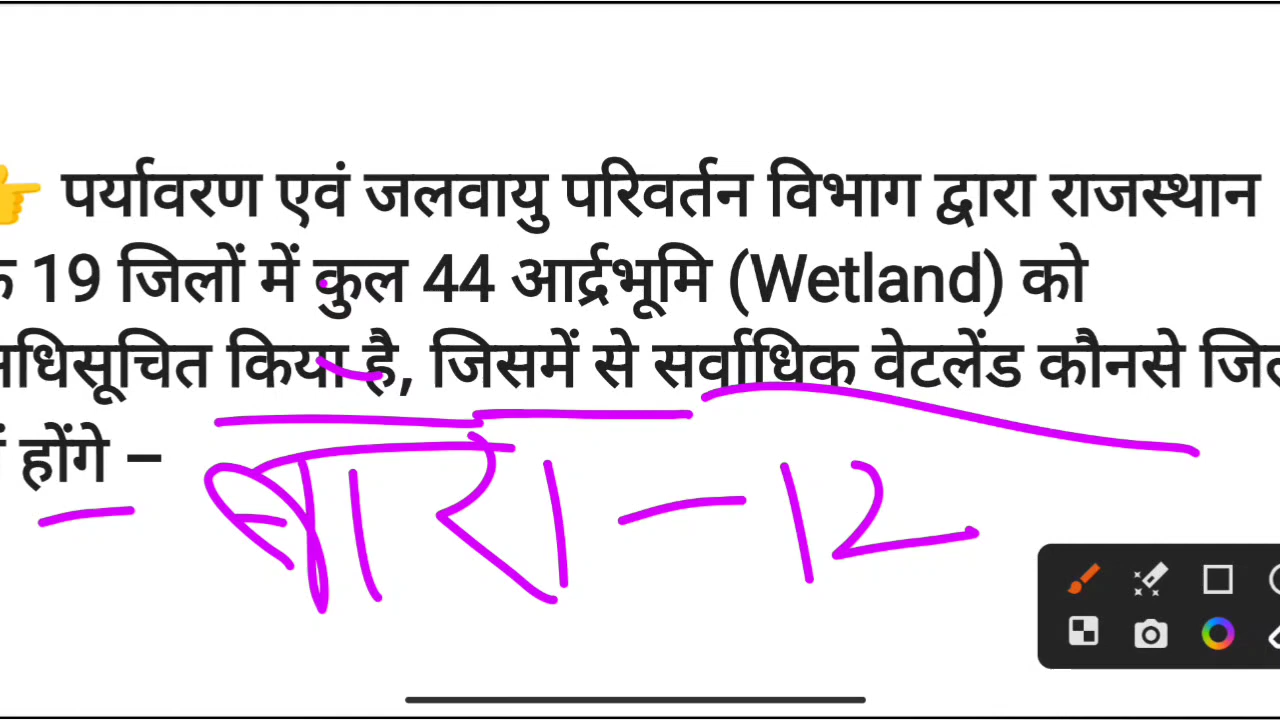 👉 पर्यावरण एवं जलवायु परिवर्तन विभाग द्वारा राजस्थान
के 19 जिलों में कुल 44 आर्द्रभूमि (Wetland) को
अधिसूचित किया है, जिसमें से सर्वाधिक वेटलेंड कौनसे जिले
में होंगे –
बारा - 12